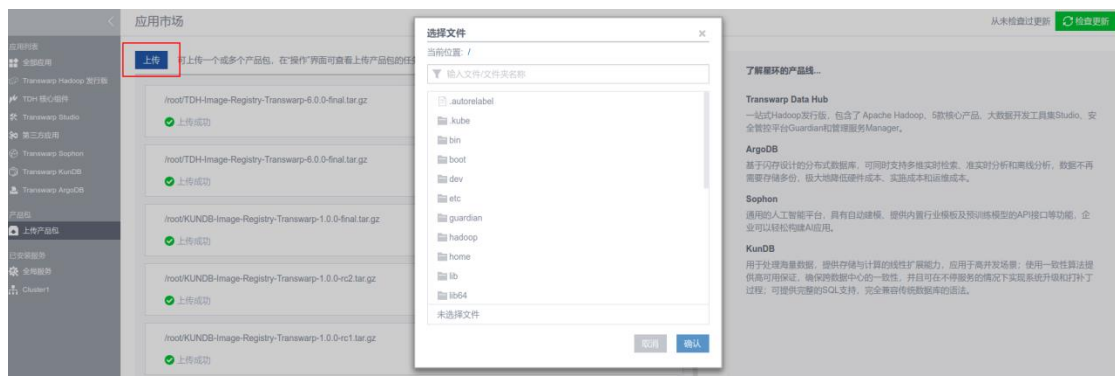 应用市场
从未检查过更新
检查更新
应用列表
全部应用
Transwarp Hadoop 发行版
TDH 核心组件
Transwarp Studio
第三方应用
Transwarp Sophon
Transwarp KunDB
Transwarp ArgoDB
产品包
上传产品包
已安装服务
全局服务
Cluster1
上传
可上传一个或多个产品包，在“操作”界面可查看上传产品包的任
/root/TDH-Image-Registry-Transwarp-6.0.0-final.tar.gz
上传成功
/root/TDH-Image-Registry-Transwarp-6.0.0-final.tar.gz
上传成功
/root/KUNDB-Image-Registry-Transwarp-1.0.0-final.tar.gz
上传成功
/root/KUNDB-Image-Registry-Transwarp-1.0.0-rc2.tar.gz
上传成功
/root/KUNDB-Image-Registry-Transwarp-1.0.0-rc1.tar.gz
上传成功
选择文件
当前位置: /
输入文件/文件夹名称
.autorelabel
.kube
bin
boot
dev
etc
guardian
hadoop
home
lib
lib64
未选择文件
取消
确认
了解星环的产品线...
Transwarp Data Hub
一站式Hadoop发行版，包含了 Apache Hadoop、5款核心产品、大数据开发工具集Studio、安
全管控平台Guardian和管理服务Manager。
ArgoDB
基于闪存设计的分布式数据库，可同时支持多维实时检索、准实时分析和离线分析，数据不再
需要存储多份，极大地降低硬件成本、实施成本和运维成本。
Sophon
通用的人工智能平台，具有自动建模，提供内置行业模板及预训练模型的API接口等功能，企
业可以轻松构建AI应用。
KunDB
用于处理海量数据，提供存储与计算的线性扩展能力，应用于高并发场景；使用一致性算法提
供高可用保证，确保跨数据中心的一致性，并且可在不停服务的情况下实现系统升级和打补丁
过程；可提供完整的SQL支持，完全兼容传统数据库的语法。